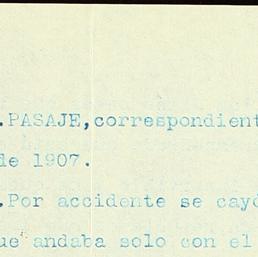 .PASAJE,correspondient
de 1907.
.Por accidente se cayó
ue andaba solo con el